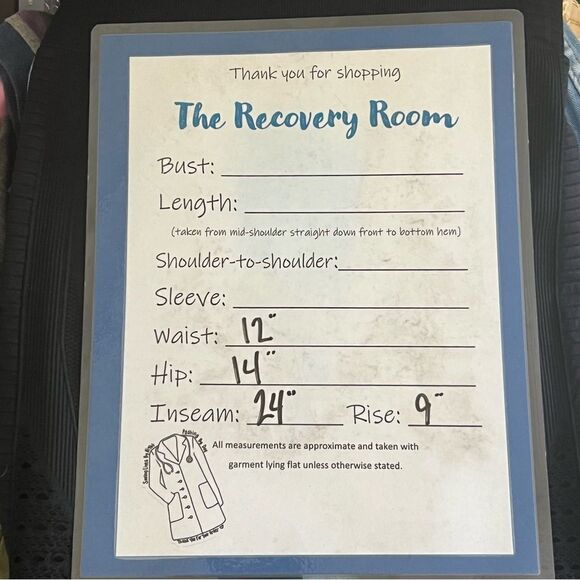 Thank you for shopping
The Recovery Room
Bust:
Length:
(taken from mid-shoulder straight down front to bottom hem)
Shoulder-to-shoulder:
Sleeve:
Waist: 12"
Hip: 14"
Inseam: 24" Rise: 9"
All measurements are approximate and taken with
garment lying flat unless otherwise stated.